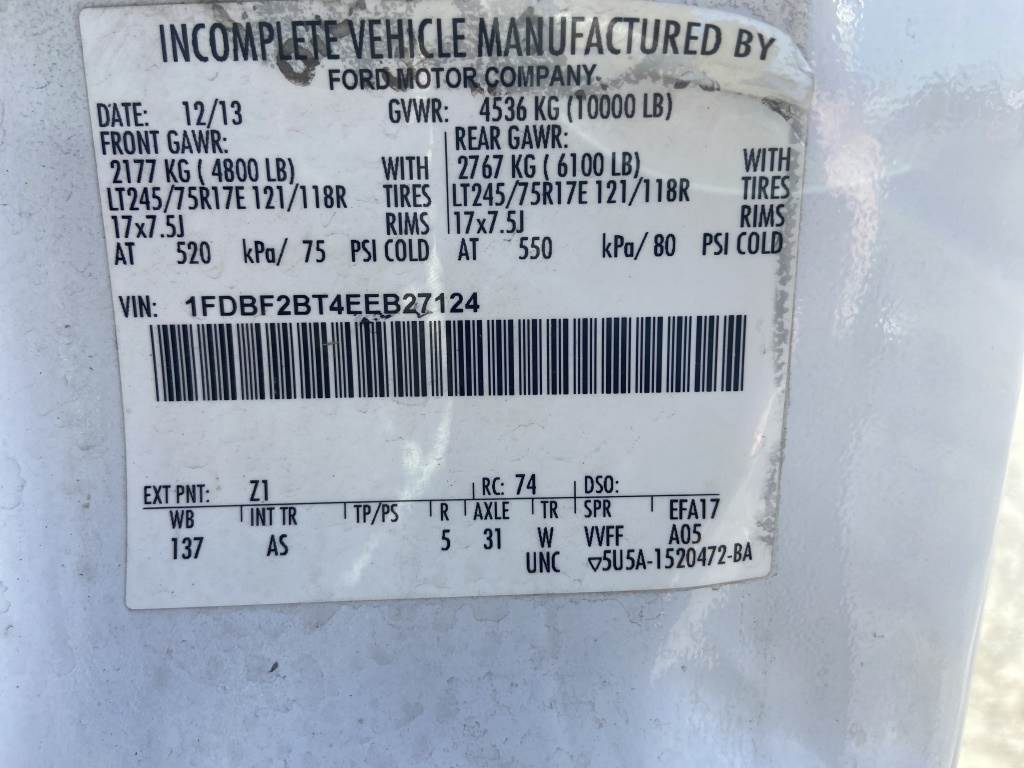 INCOMPLETE VEHICLE MANUFACTURED BY
FORD MOTOR COMPANY
DATE: 12/13 GVWR: 4536 KG (10000 LB)
FRONT GAWR: REAR GAWR:
2177 KG ( 4800 LB) WITH 2767 KG ( 6100 LB) WITH
LT245/75R17E 121/118R TIRES LT245/75R17E 121/118R TIRES
17x7.5J RIMS 17x7.5J RIMS
AT 520 kPa/ 75 PSI COLD AT 550 kPa/ 80 PSI COLD
VIN: 1FDBF2BT4EEB27124
EXT PNT: Z1 RC: 74 DSO:
WB INT TR TP/PS R AXLE TR SPR EFA17
137 AS 5 31 W VVFF A05
UNC ▽5U5A-1520472-BA